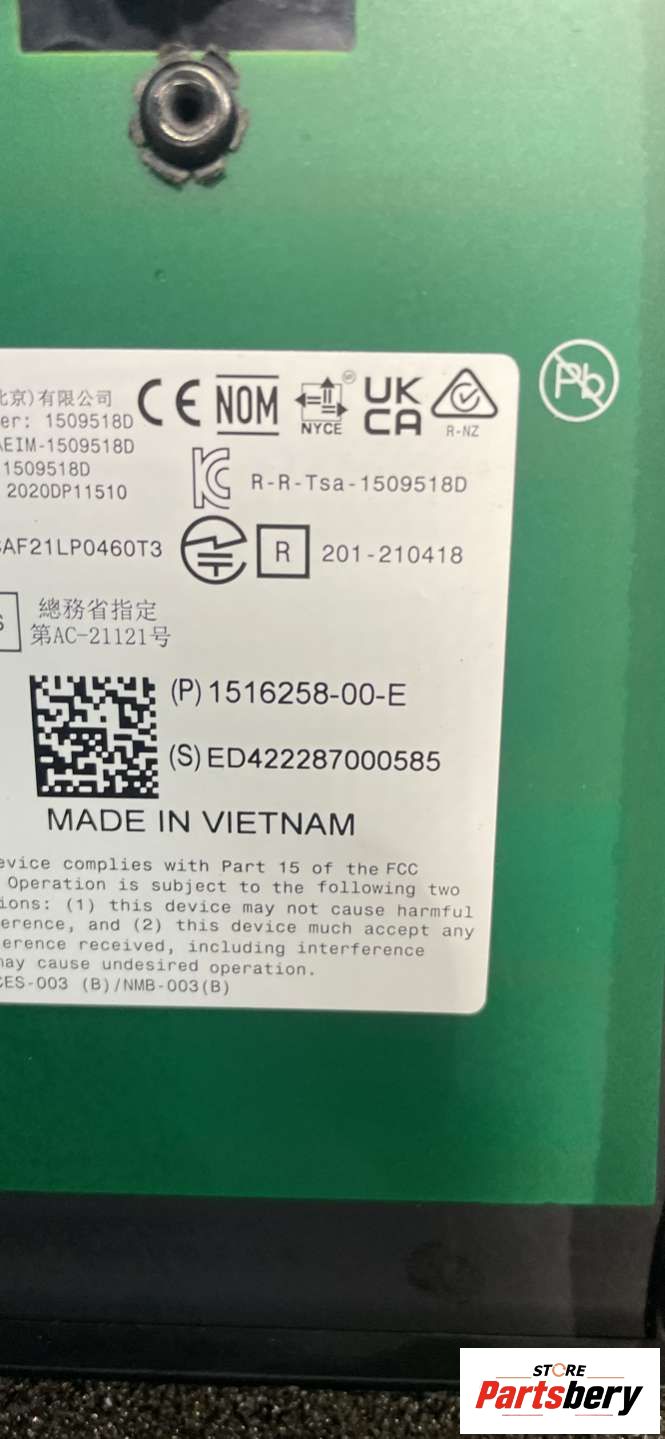 Pb
京)有限公司
er: 1509518D
CE NOM NYCE UK CA R-NZ
EIM-1509518D
1509518D
2020DP11510
R-R-Tsa-1509518D
AF21LP0460T3
R 201-210418
總務省指定
第AC-21121号
(P) 1516258-00-E
(S) ED422287000585
MADE IN VIETNAM
evice complies with Part 15 of the FCC
Operation is subject to the following two
ions: (1) this device may not cause harmful
erence, and (2) this device much accept any
erence received, including interference
may cause undesired operation.
CES-003 (B)/NMB-003(B)
STORE
Partsbery